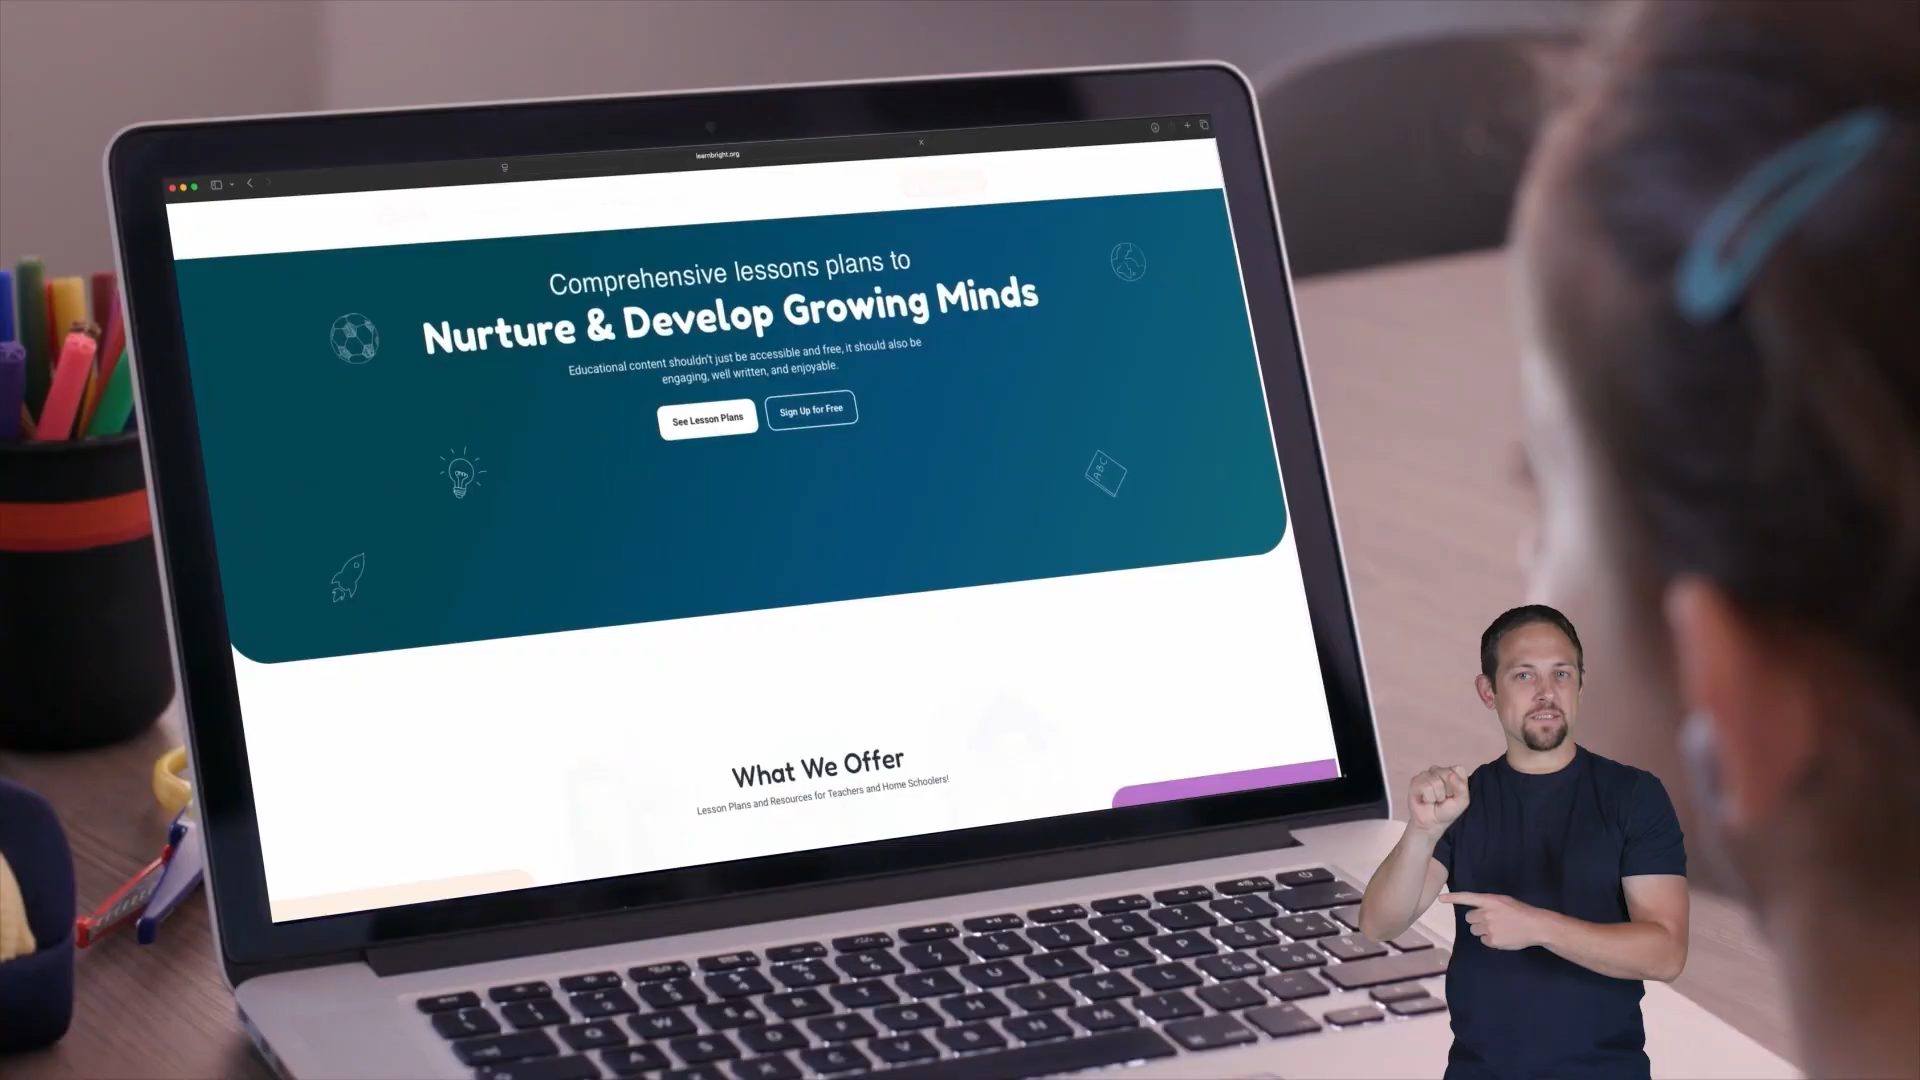 learnbright.org
Comprehensive lessons plans to
Nurture & Develop Growing Minds
Educational content shouldn't just be accessible and free, it should also be
engaging, well written, and enjoyable.
See Lesson Plans
Sign Up for Free
ABC
What We Offer
Lesson Plans and Resources for Teachers and Home Schoolers!